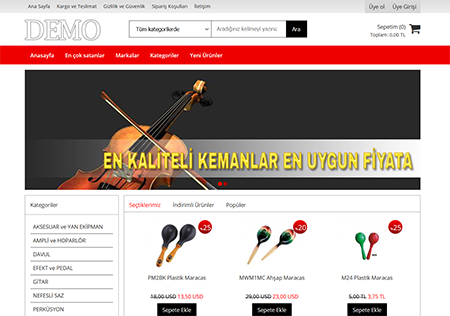 Ana Sayfa Kargo ve Teslimat Gizlilik ve Güvenlik Sipariş Koşulları İletişim Üye ol Üye Girişi
DEMO Tüm kategorilerde Aradığınız kelimeyi yazınız Ara Sepetim (0)
Toplam: 0,00 TL
Anasayfa En çok satanlar Markalar Kategoriler Yeni Ürünler
EN KALİTELİ KEMANLAR EN UYGUN FİYATA
Kategoriler
AKSESUAR ve YAN EKİPMAN
AMPLİ ve HOPARLÖR
DAVUL
EFEKT ve PEDAL
GİTAR
NEFESLİ SAZ
PERKÜSYON
Seçtiklerimiz İndirimli Ürünler Popüler
%25 %20 %25
PM28K Plastik Maracas MWM1MC Ahşap Maracas M24 Plastik Maracas
18,00 USD 13,50 USD 29,00 USD 23,00 USD 5,00 TL 3,75 TL
Sepete Ekle Sepete Ekle Sepete Ekle